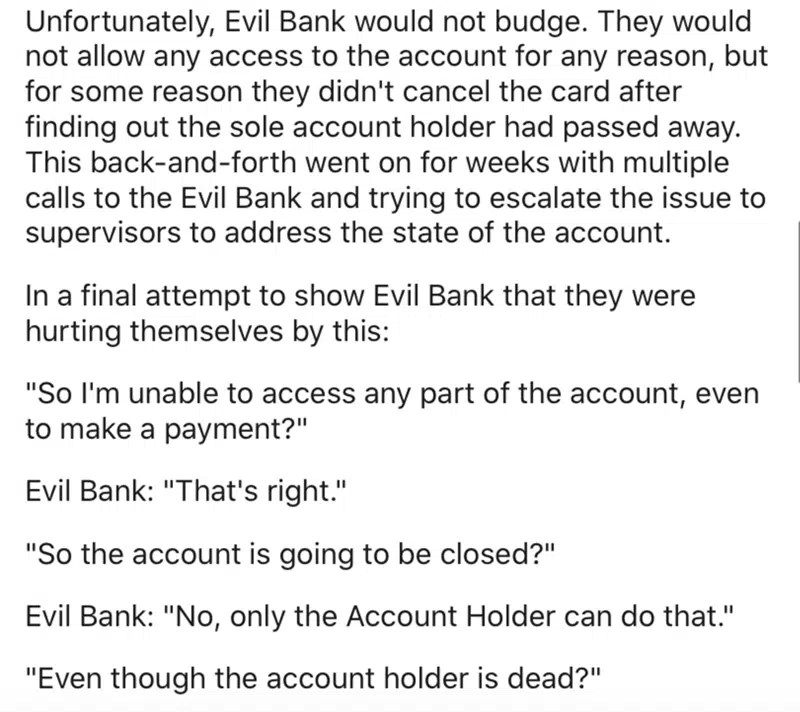 Unfortunately, Evil Bank would not budge. They would
not allow any access to the account for any reason, but
for some reason they didn't cancel the card after
finding out the sole account holder had passed away.
This back-and-forth went on for weeks with multiple
calls to the Evil Bank and trying to escalate the issue to
supervisors to address the state of the account.
In a final attempt to show Evil Bank that they were
hurting themselves by this:
"So I'm unable to access any part of the account, even
to make a payment?"
Evil Bank: "That's right."
"So the account is going to be closed?"
Evil Bank: "No, only the Account Holder can do that."
"Even though the account holder is dead?"